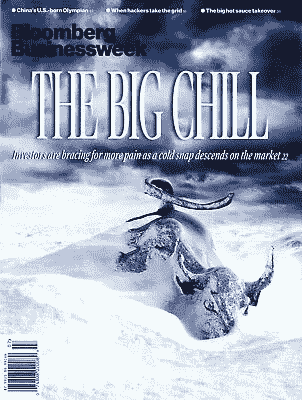 ● China's U.S.-born Olympian ● When hackers take the grid ● The big hot sauce takeover
Bloomberg
Businessweek
THE BIG CHILL
Investors are bracing for more pain as a cold snap descends on the market 22